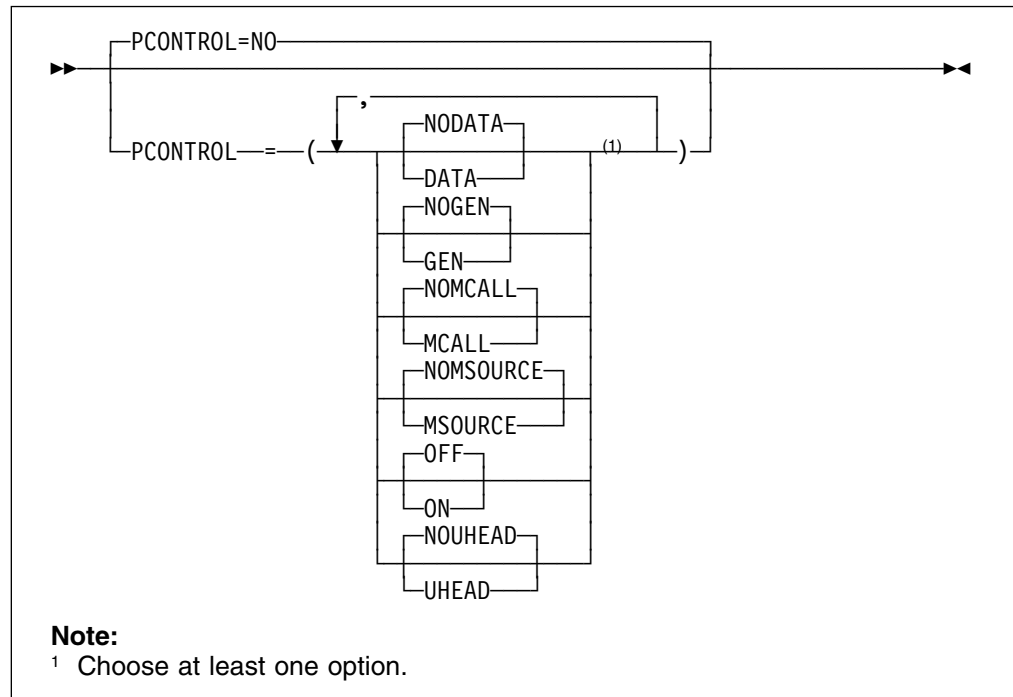 PCONTROL=NO
,
NODATA
PCONTROL = ( (1) )
DATA
NOGEN
GEN
NOMCALL
MCALL
NOMSOURCE
MSOURCE
OFF
ON
NOUHEAD
UHEAD
Note:
1 Choose at least one option.